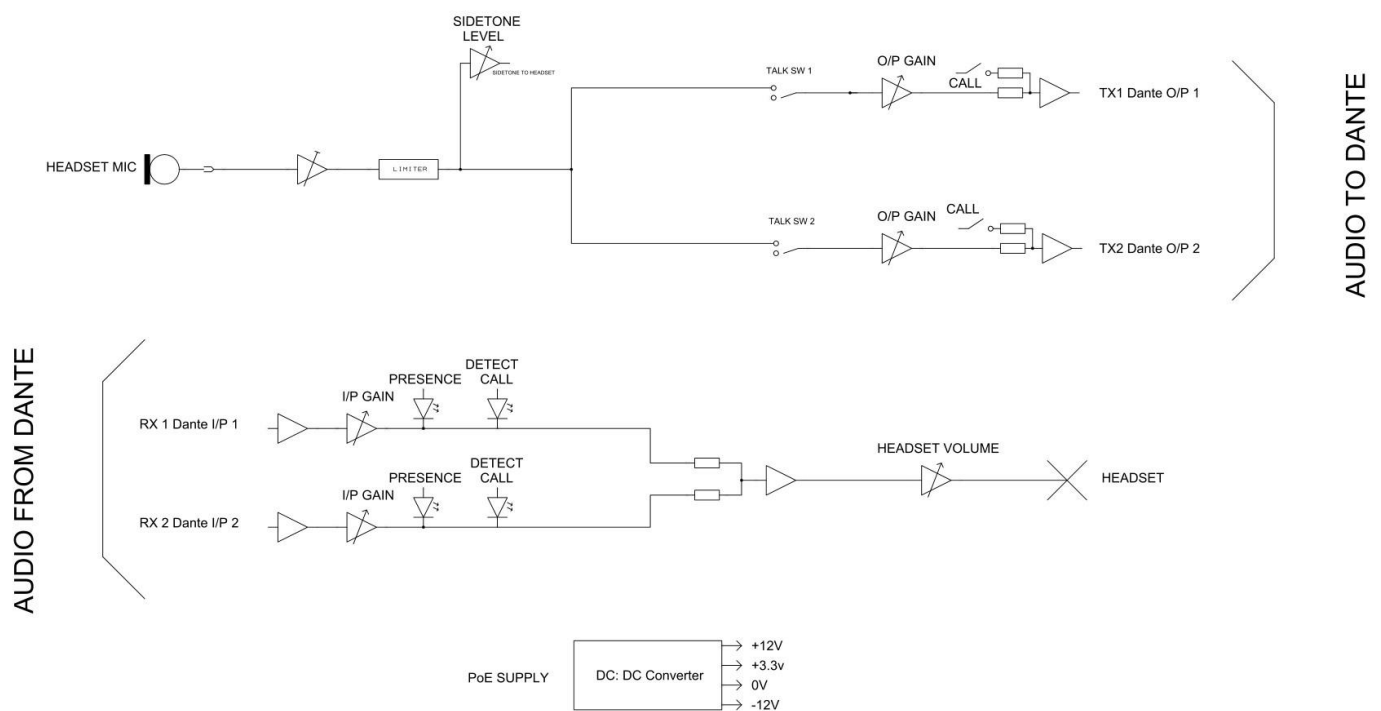 SIDETONE
LEVEL
SIDETONE TO HEADSET
TALK SW 1
O/P GAIN
CALL
TX1 Dante O/P 1
HEADSET MIC
LIMITER
TALK SW 2
O/P GAIN
CALL
TX2 Dante O/P 2
AUDIO TO DANTE
AUDIO FROM DANTE
RX 1 Dante I/P 1
I/P GAIN
PRESENCE
DETECT
CALL
RX 2 Dante I/P 2
I/P GAIN
PRESENCE
DETECT
CALL
HEADSET VOLUME
HEADSET
PoE SUPPLY
DC: DC Converter
+12V
+3.3v
0V
-12V